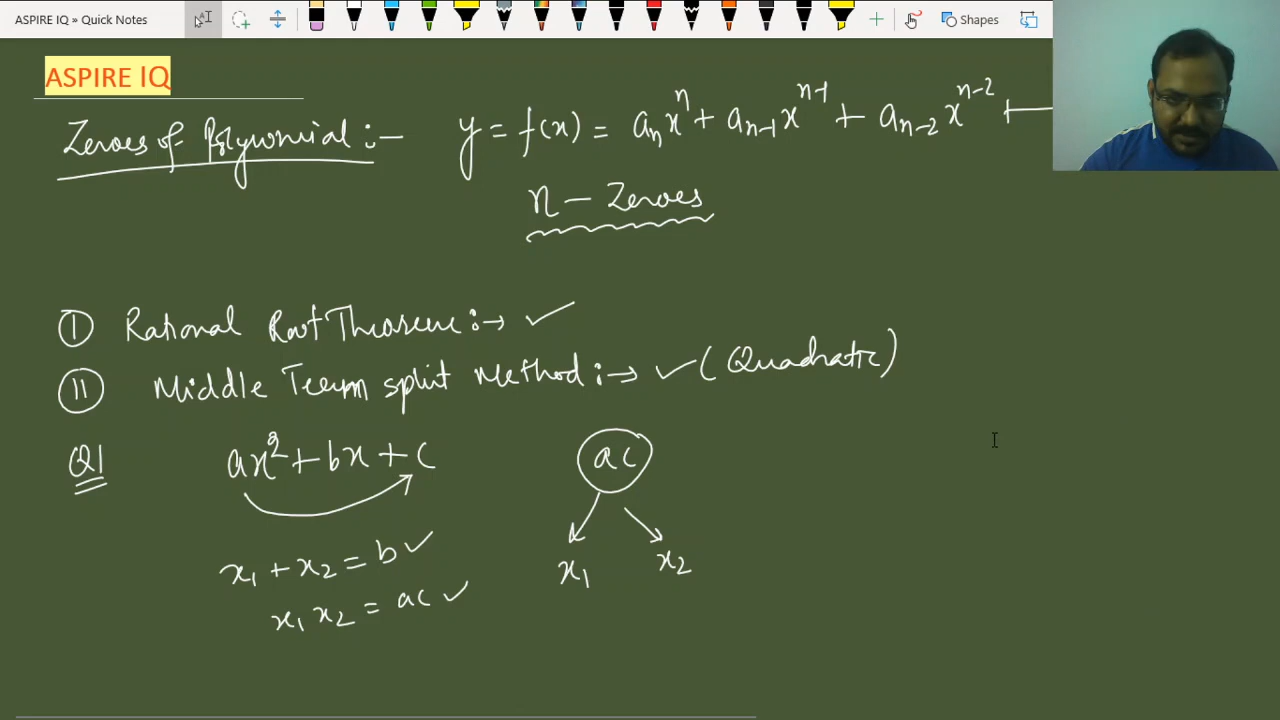 ASPIRE IQ » Quick Notes
Shapes
ASPIRE IQ
Zeroes of Polynomial :- y = f(x) = aₙxⁿ + aₙ₋₁xⁿ⁻¹ + aₙ₋₂xⁿ⁻² + —
n - Zeroes
I Rational Root Theorem :→ ✓
II Middle Term split Method :→ ✓ (Quadratic)
Q1 ax² + bx + c ac
x₁ + x₂ = b ✓ x₁ x₂
x₁ x₂ = ac ✓